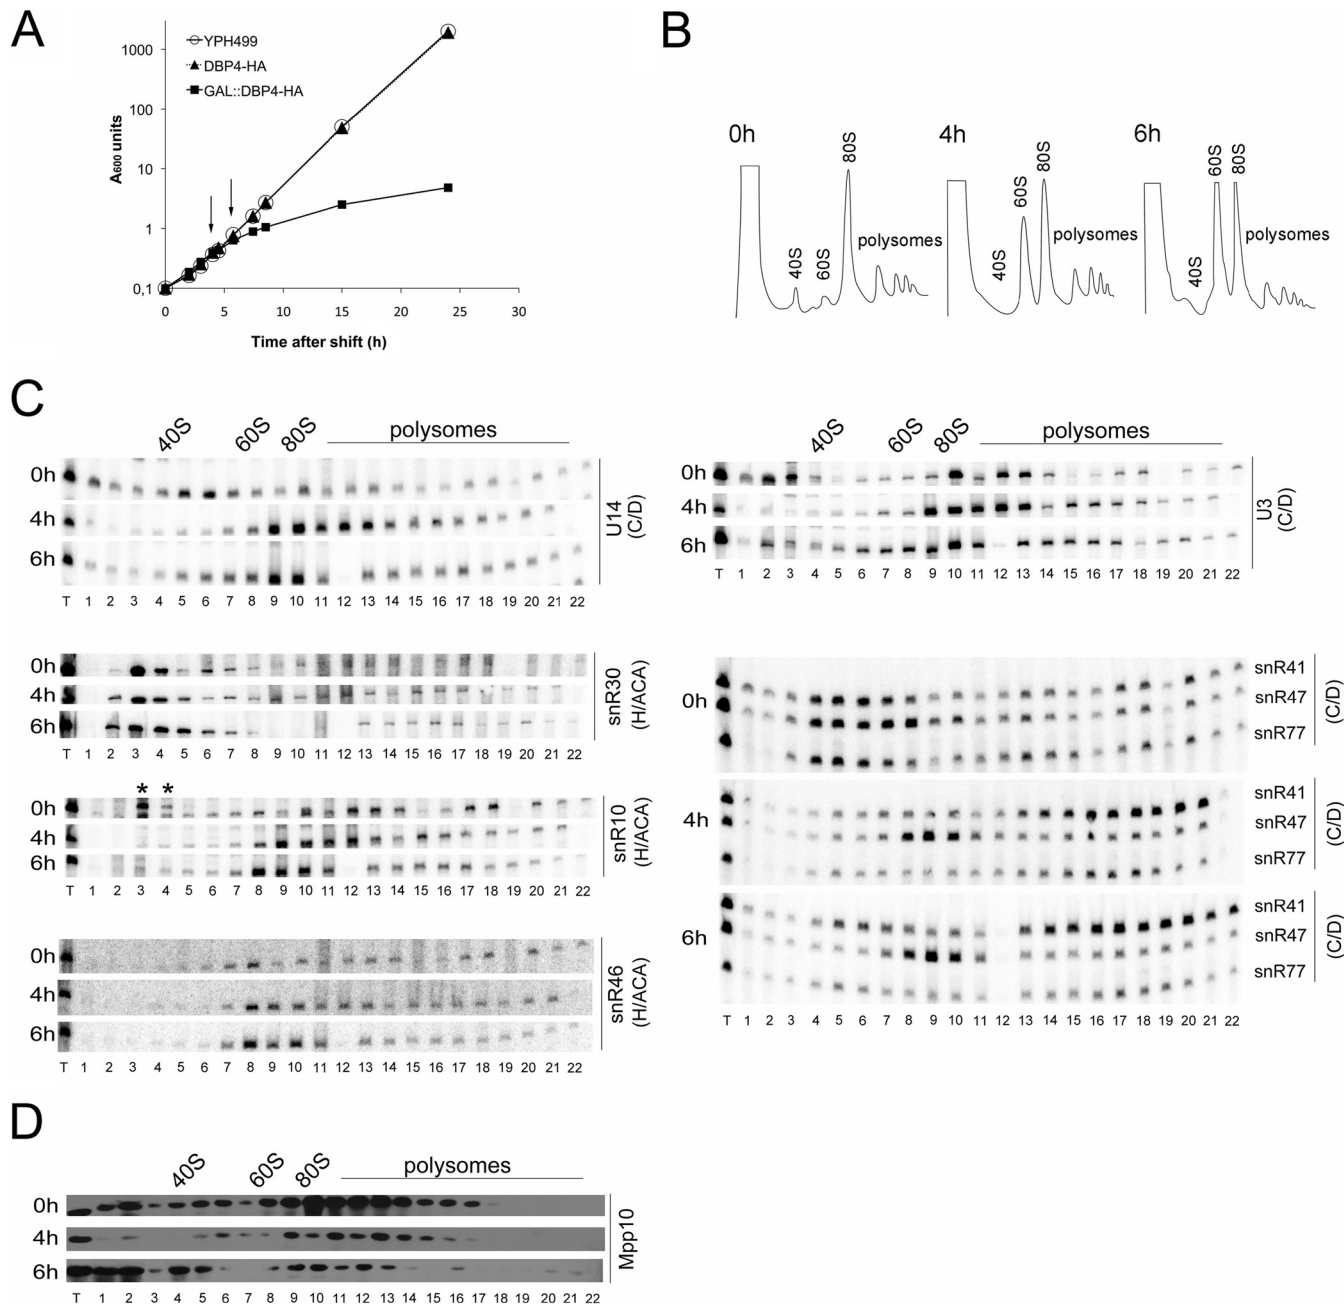 A
YPH499
DBP4-HA
GAL::DBP4-HA
A600 units
1000
100
10
1
0,1
0 5 10 15 20 25 30
Time after shift (h)
B
0h
40S
60S
80S
polysomes
4h
40S
60S
80S
polysomes
6h
40S
60S
80S
polysomes
C
40S 60S 80S polysomes
0h
4h
6h
U14
(C/D)
T 1 2 3 4 5 6 7 8 9 10 11 12 13 14 15 16 17 18 19 20 21 22
0h
4h
6h
snR30
(H/ACA)
T 1 2 3 4 5 6 7 8 9 10 11 12 13 14 15 16 17 18 19 20 21 22
* *
0h
4h
6h
snR10
(H/ACA)
T 1 2 3 4 5 6 7 8 9 10 11 12 13 14 15 16 17 18 19 20 21 22
0h
4h
6h
snR46
(H/ACA)
T 1 2 3 4 5 6 7 8 9 10 11 12 13 14 15 16 17 18 19 20 21 22
40S 60S 80S polysomes
0h
4h
6h
U3
(C/D)
T 1 2 3 4 5 6 7 8 9 10 11 12 13 14 15 16 17 18 19 20 21 22
0h
snR41
snR47
snR77
(C/D)
4h
snR41
snR47
snR77
(C/D)
6h
snR41
snR47
snR77
(C/D)
T 1 2 3 4 5 6 7 8 9 10 11 12 13 14 15 16 17 18 19 20 21 22
D
40S 60S 80S polysomes
0h
4h
6h
Mpp10
T 1 2 3 4 5 6 7 8 9 10 11 12 13 14 15 16 17 18 19 20 21 22